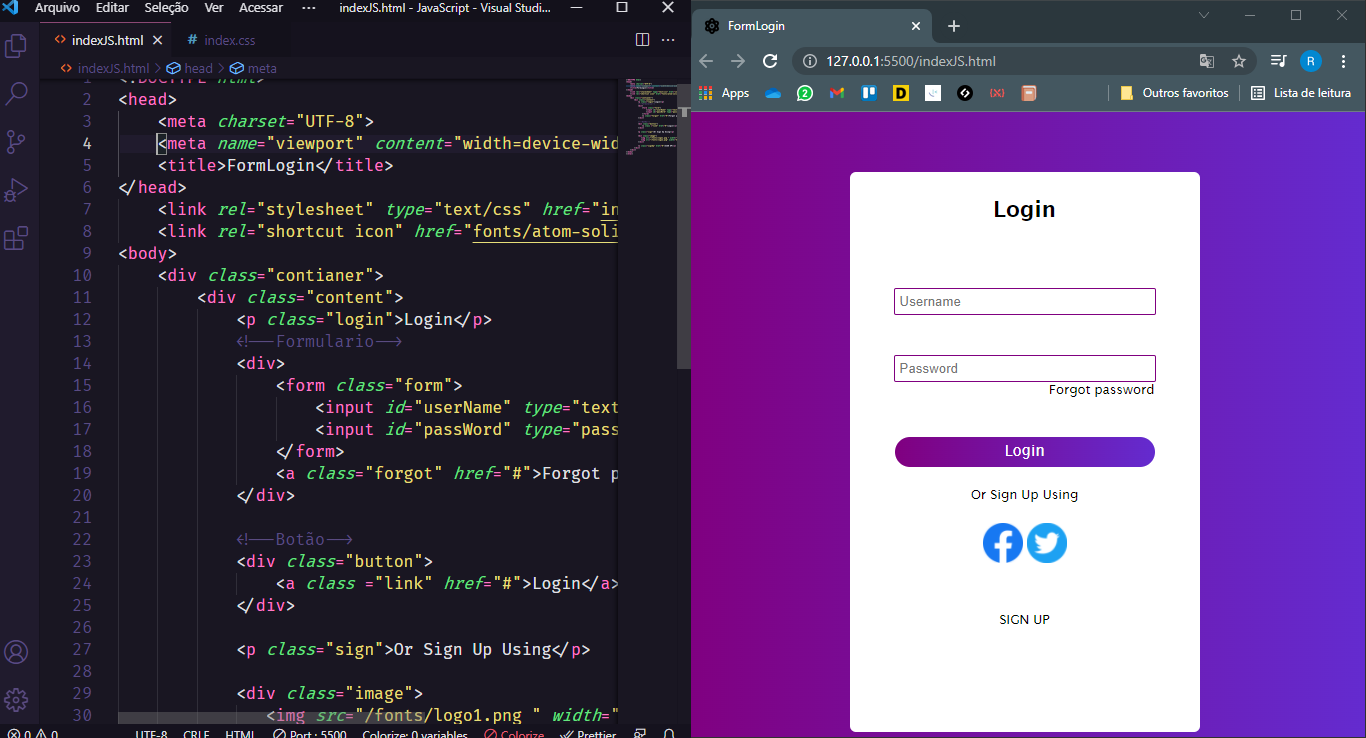 Arquivo Editar Seleção Ver Acessar ··· indexJS.html - JavaScript - Visual Studi...
<> indexJS.html × # index.css
<> indexJS.html > head > meta
1 <!DOCTYPE html>
2 <head>
3 <meta charset="UTF-8">
4 <meta name="viewport" content="width=device-wid
5 <title>FormLogin</title>
6 </head>
7 <link rel="stylesheet" type="text/css" href="in
8 <link rel="shortcut icon" href="fonts/atom-soli
9 <body>
10 <div class="contianer">
11 <div class="content">
12 <p class="login">Login</p>
13 <!--Formulario-->
14 <div>
15 <form class="form">
16 <input id="userName" type="text
17 <input id="passWord" type="pass
18 </form>
19 <a class="forgot" href="#">Forgot p
20 </div>
21
22 <!--Botão-->
23 <div class="button">
24 <a class ="link" href="#">Login</a>
25 </div>
26
27 <p class="sign">Or Sign Up Using</p>
28
29 <div class="image">
30 <img src="/fonts/logo1.png " width="
0 0 UTF-8 CRLF HTML Port : 5500 Colorize: 0 variables Colorize Prettier
FormLogin
127.0.0.1:5500/indexJS.html R
Apps 2 D Outros favoritos Lista de leitura
Login
Username
Password
Forgot password
Login
Or Sign Up Using
SIGN UP